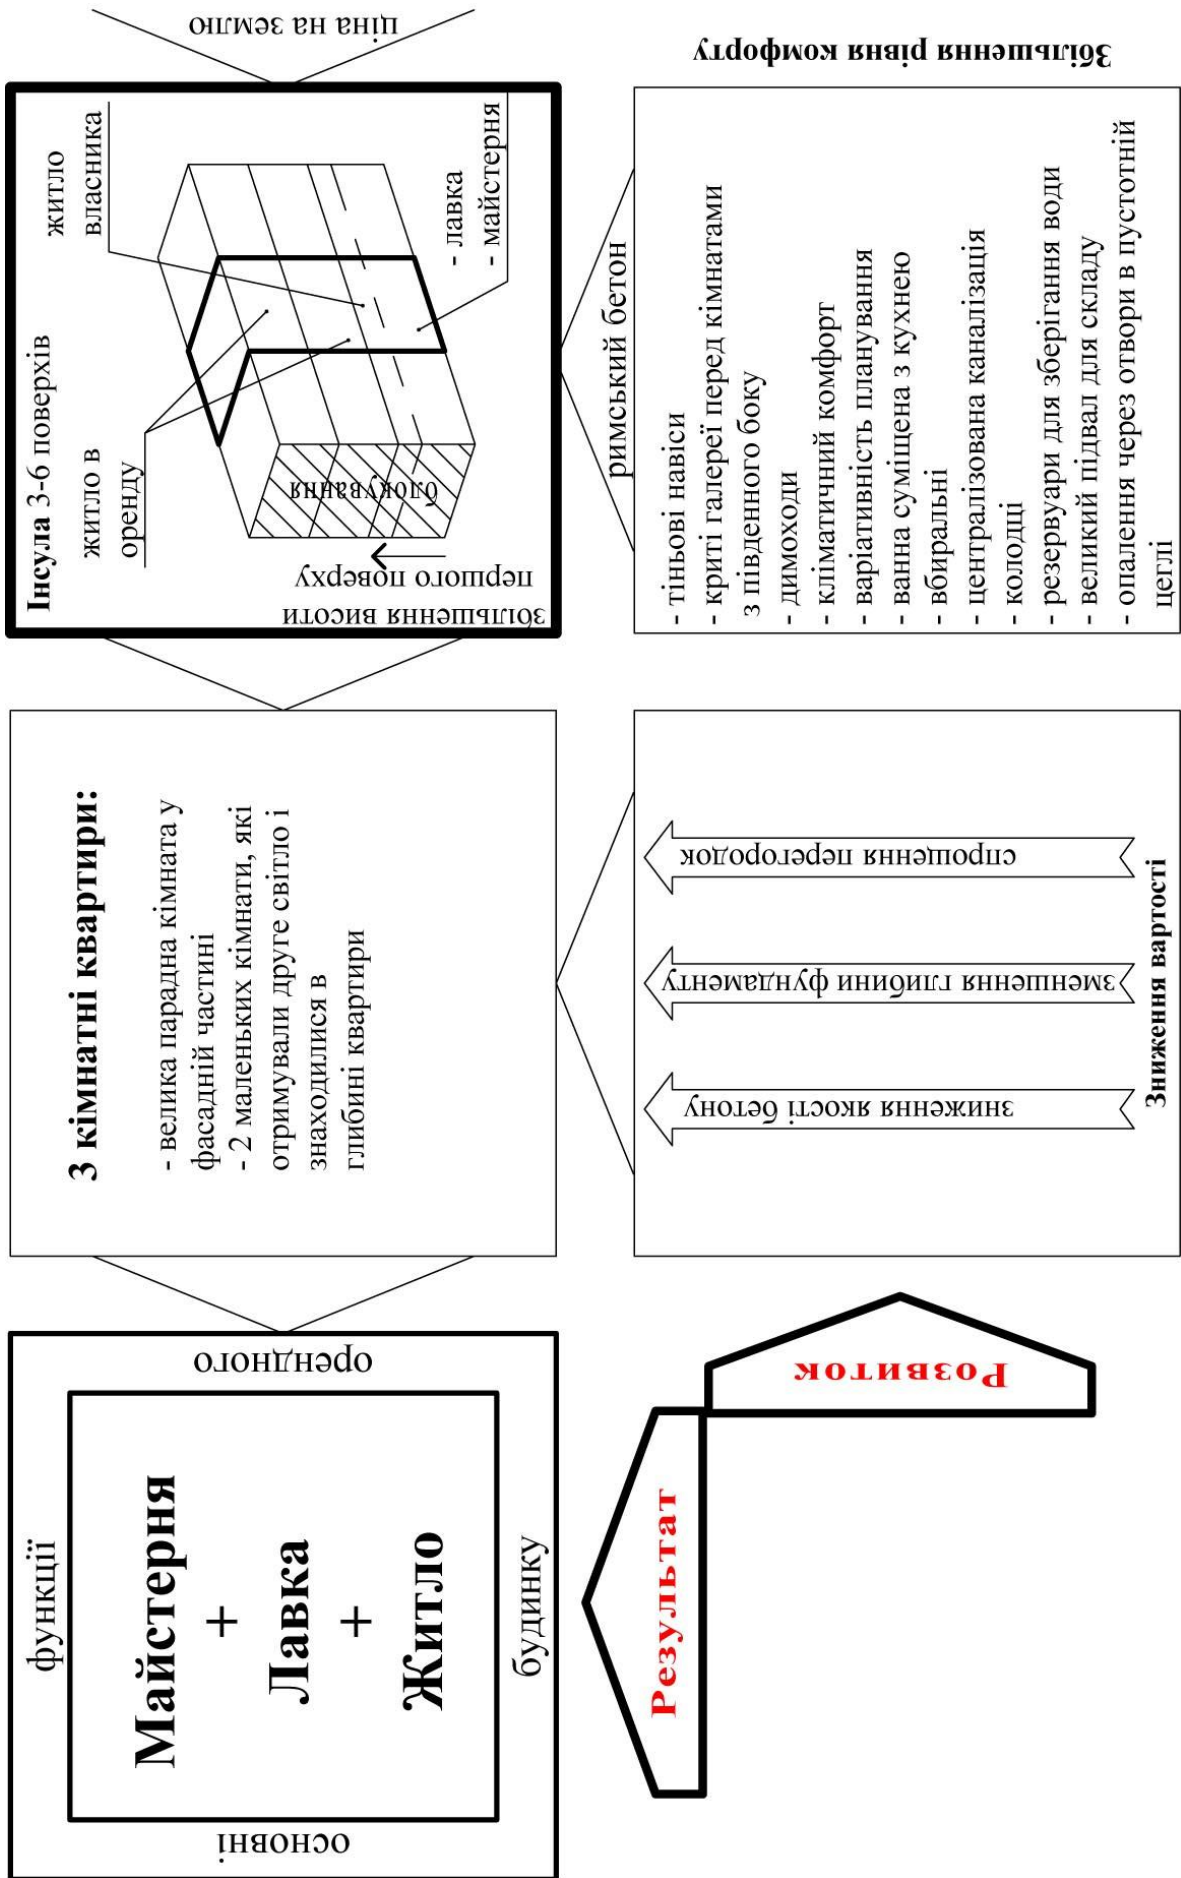 основні
функції
орендного
будинку
Майстерня
+
Лавка
+
Житло
3 кімнатні квартири:
- велика парадна кімната у
фасадній частині
- 2 маленьких кімнати, які
отримували друге світло і
знаходилися в
глибині квартири
Інсула 3-6 поверхів
житло в
оренду
житло
власника
- лавка
- майстерня
блокування
збільшення висоти
першого поверху
ціна на землю
Результат
Розвиток
зниження якості бетону
зменшення глибини фундаменту
спрощення перегородок
Зниження вартості
римський бетон
- тіньові навіси
- криті галереї перед кімнатами
з південного боку
- димоходи
- кліматичний комфорт
- варіативність планування
- ванна суміщена з кухнею
- вбиральні
- централізована каналізація
- колодці
- резервуари для зберігання води
- великий підвал для складу
- опалення через отвори в пустотній
цеглі
Збільшення рівня комфорту